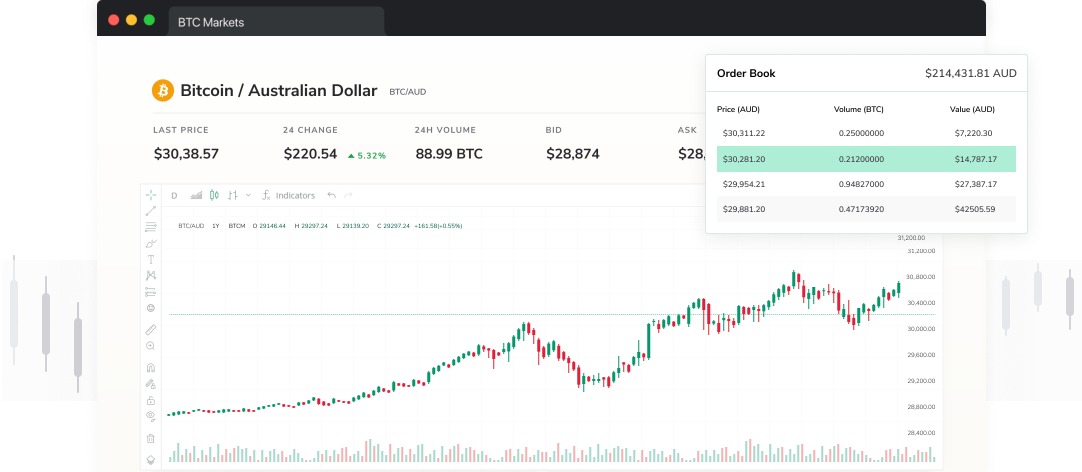 BTC Markets
Bitcoin / Australian Dollar BTC/AUD
LAST PRICE 24 CHANGE 24H VOLUME BID ASK
$30,38.57 $220.54 5.32% 88.99 BTC $28,874 $28,
Order Book $214,431.81 AUD
Price (AUD) Volume (BTC) Value (AUD)
$30,311.22 0.25000000 $7,220.30
$30,281.20 0.21200000 $14,787.17
$29,954.21 0.94827000 $27,387.17
$29,881.20 0.47173920 $42505.59
D Indicators
BTC/AUD 1Y BTCM O 29146.44 H 29297.24 L 29139.20 C 29297.24 +161.58(+0.55%)
31,200.00
30,800.00
30,400.00
30,000.00
29,600.00
29,200.00
28,800.00
28,400.00